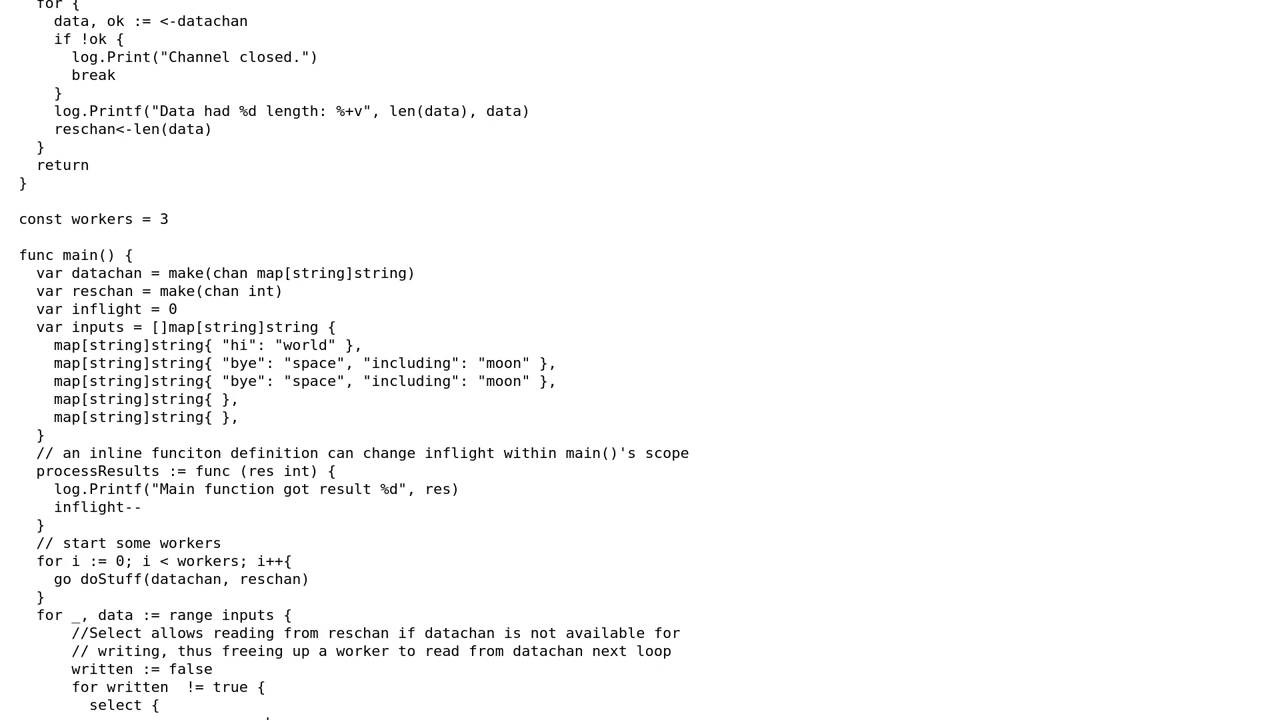 for {
data, ok := <-datachan
if !ok {
log.Print("Channel closed.")
break
}
log.Printf("Data had %d length: %+v", len(data), data)
reschan<-len(data)
}
return
}
const workers = 3
func main() {
var datachan = make(chan map[string]string)
var reschan = make(chan int)
var inflight = 0
var inputs = []map[string]string {
map[string]string{ "hi": "world" },
map[string]string{ "bye": "space", "including": "moon" },
map[string]string{ "bye": "space", "including": "moon" },
map[string]string{ },
map[string]string{ },
}
// an inline funciton definition can change inflight within main()'s scope
processResults := func (res int) {
log.Printf("Main function got result %d", res)
inflight--
}
// start some workers
for i := 0; i < workers; i++{
go doStuff(datachan, reschan)
}
for _, data := range inputs {
//Select allows reading from reschan if datachan is not available for
// writing, thus freeing up a worker to read from datachan next loop
written := false
for written  != true {
select {